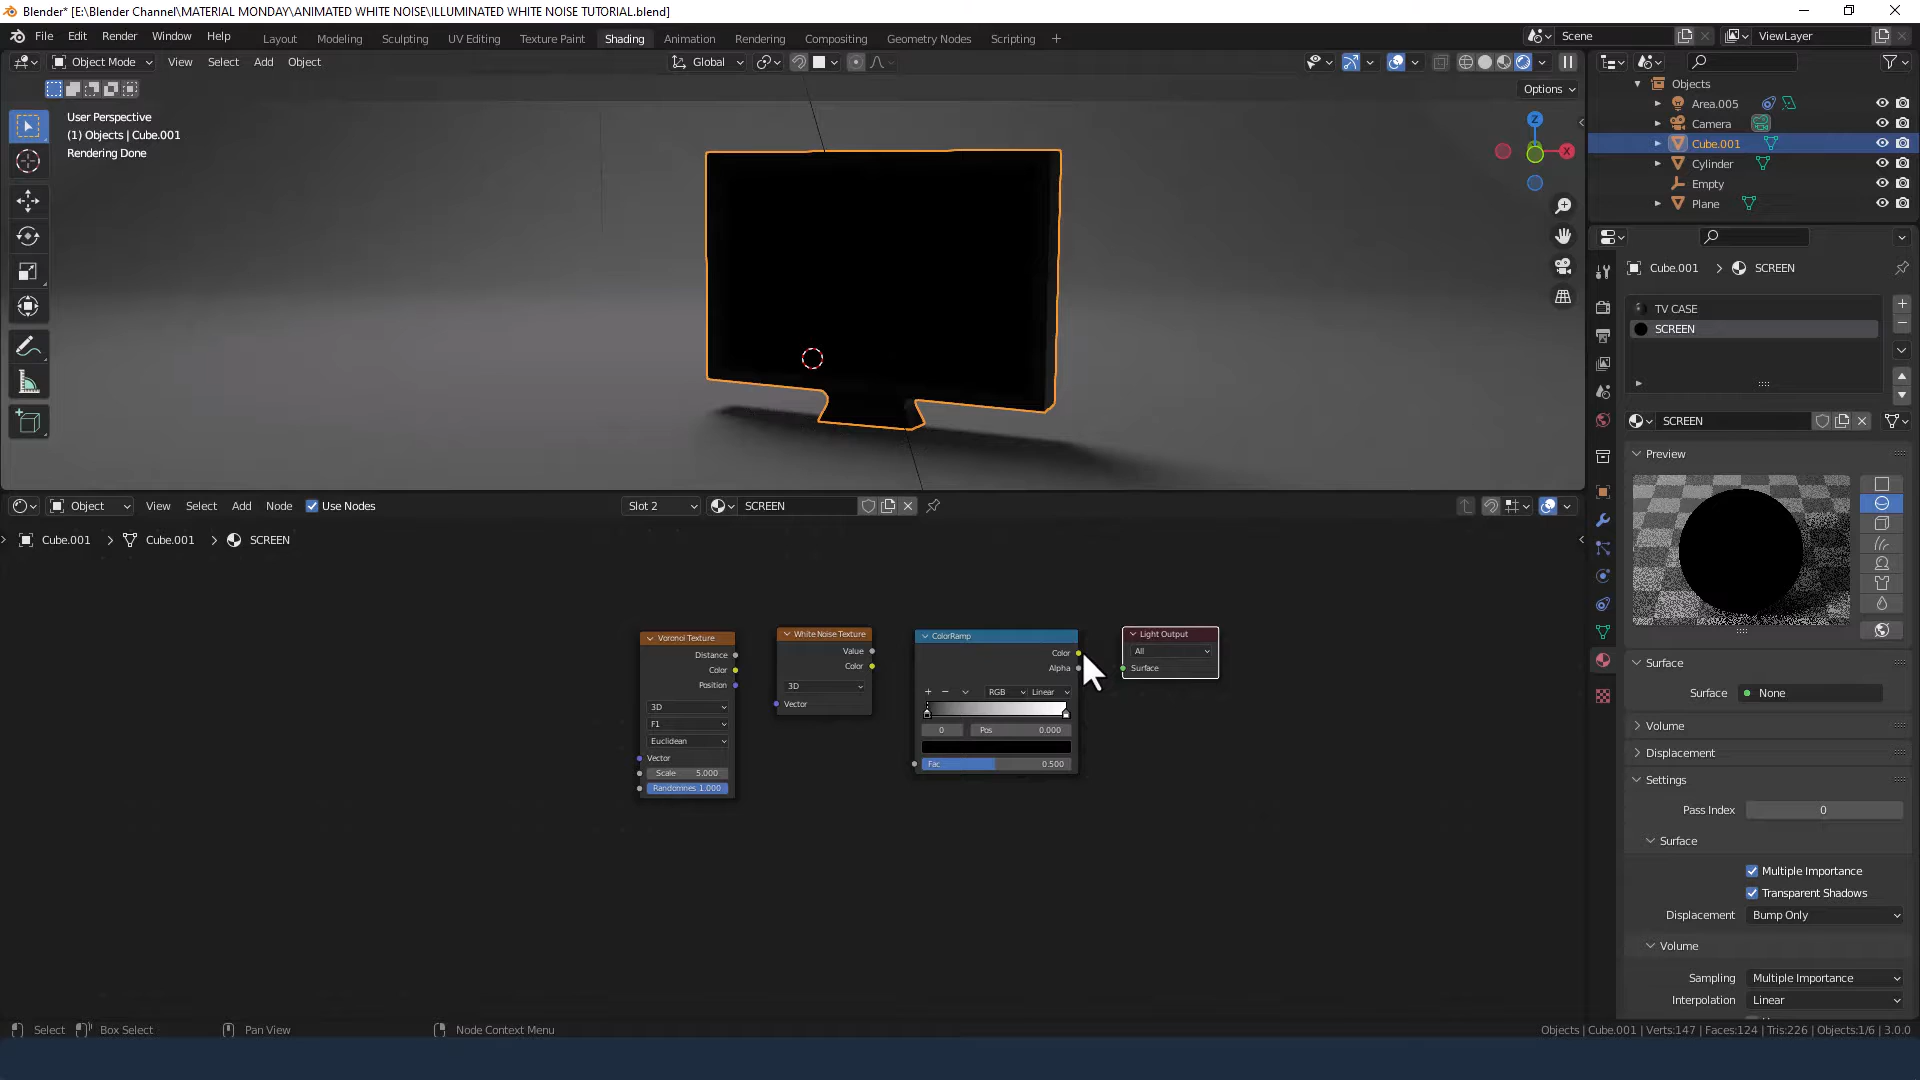 Blender* [E:\Blender Channel\MATERIAL MONDAY\ANIMATED WHITE NOISE\ILLUMINATED WHITE NOISE TUTORIAL.blend]
File Edit Render Window Help Layout Modeling Sculpting UV Editing Texture Paint Shading Animation Rendering Compositing Geometry Nodes Scripting + Scene ViewLayer
Object Mode View Select Add Object Global
Options
User Perspective
(1) Objects | Cube.001
Rendering Done
Z
X
Objects
Area.005
Camera
Cube.001
Cylinder
Empty
Plane
Cube.001 > SCREEN
TV CASE
SCREEN
SCREEN
Preview
Surface
Surface None
Volume
Displacement
Settings
Pass Index 0
Surface
Multiple Importance
Transparent Shadows
Displacement Bump Only
Volume
Sampling Multiple Importance
Interpolation Linear
Object View Select Add Node Use Nodes Slot 2 SCREEN
Cube.001 > Cube.001 > SCREEN
Voronoi Texture
Distance
Color
Position
3D
F1
Euclidean
Vector
Scale 5.000
Randomnes 1.000
White Noise Texture
Value
Color
3D
Vector
ColorRamp
Color
Alpha
RGB Linear
0 Pos 0.000
Fac 0.500
Light Output
All
Surface
Select Box Select Pan View Node Context Menu Objects | Cube.001 | Verts:147 | Faces:124 | Tris:226 | Objects:1/6 | 3.0.0